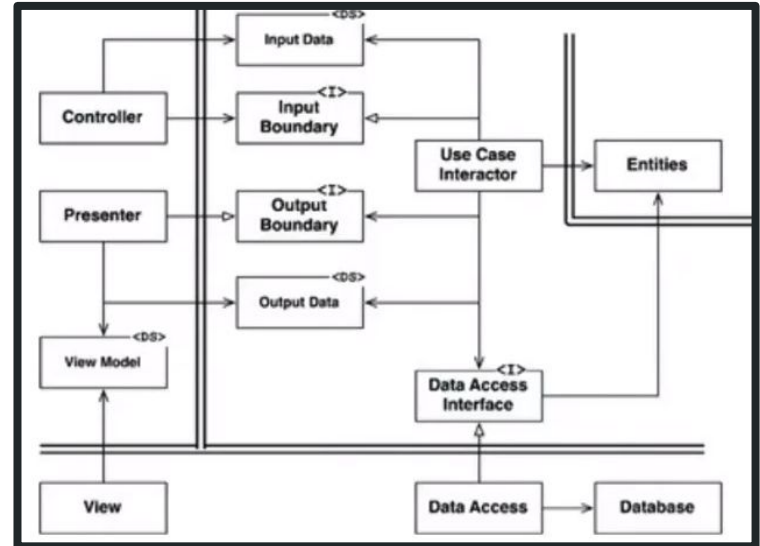 <DS>
Input Data
<I>
Input
Boundary
Controller
Use Case
Interactor
Entities
<I>
Output
Boundary
Presenter
<DS>
Output Data
<DS>
View Model
<I>
Data Access
Interface
View
Data Access
Database